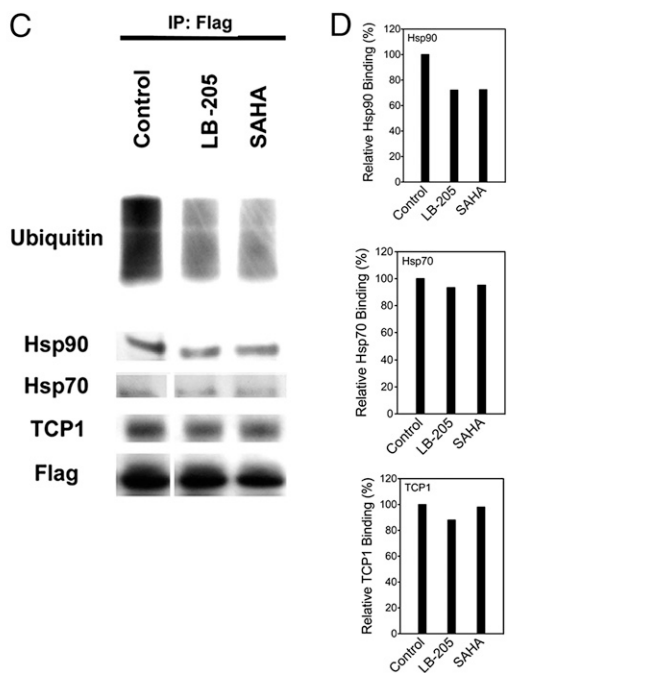 C
IP: Flag
Control
LB-205
SAHA
Ubiquitin
Hsp90
Hsp70
TCP1
Flag
D
Relative Hsp90 Binding (%)
Hsp90
120
100
80
60
40
20
0
Control
LB-205
SAHA
Relative Hsp70 Binding (%)
Hsp70
120
100
80
60
40
20
0
Control
LB-205
SAHA
Relative TCP1 Binding (%)
TCP1
120
100
80
60
40
20
0
Control
LB-205
SAHA